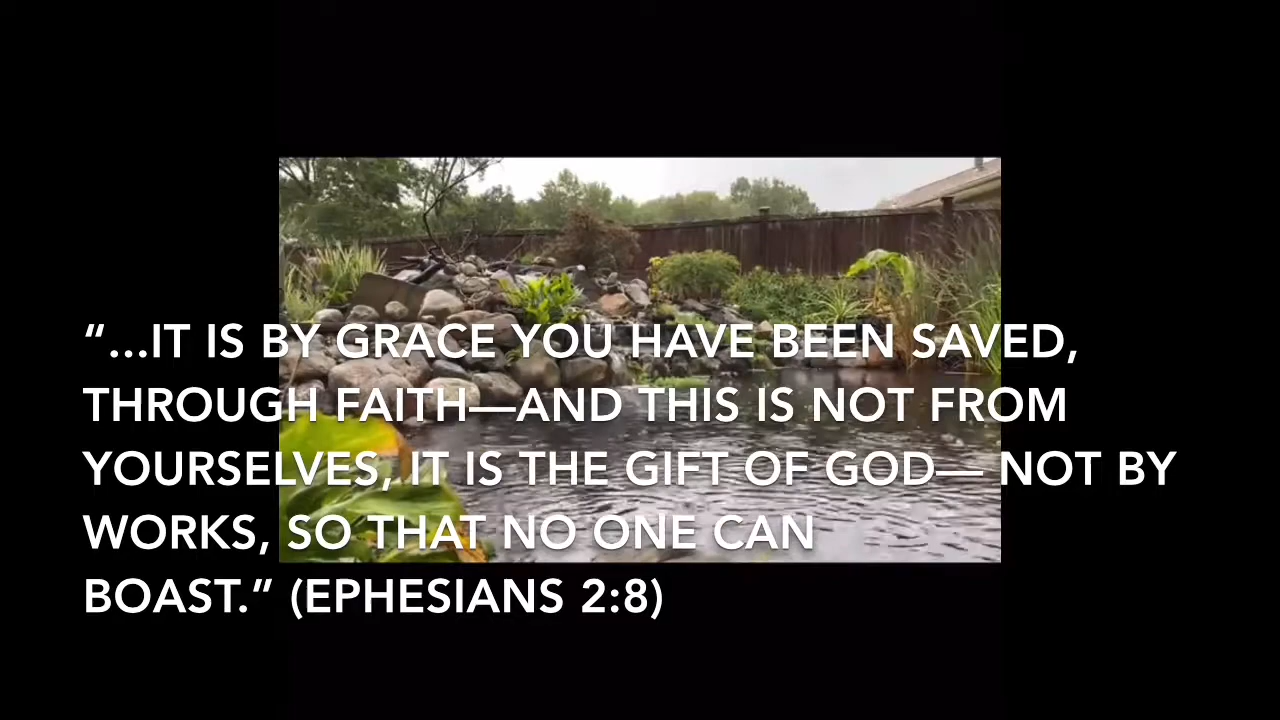 “...IT IS BY GRACE YOU HAVE BEEN SAVED,
THROUGH FAITH—AND THIS IS NOT FROM
YOURSELVES, IT IS THE GIFT OF GOD— NOT BY
WORKS, SO THAT NO ONE CAN
BOAST.” (EPHESIANS 2:8)